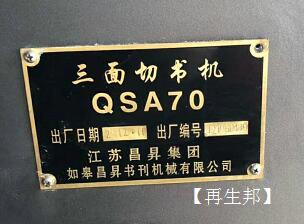 三面切书机
QSA70
出厂日期 出厂编号
江苏昌昇集团
如皋昌昇书刊机械有限公司
【再生邦】